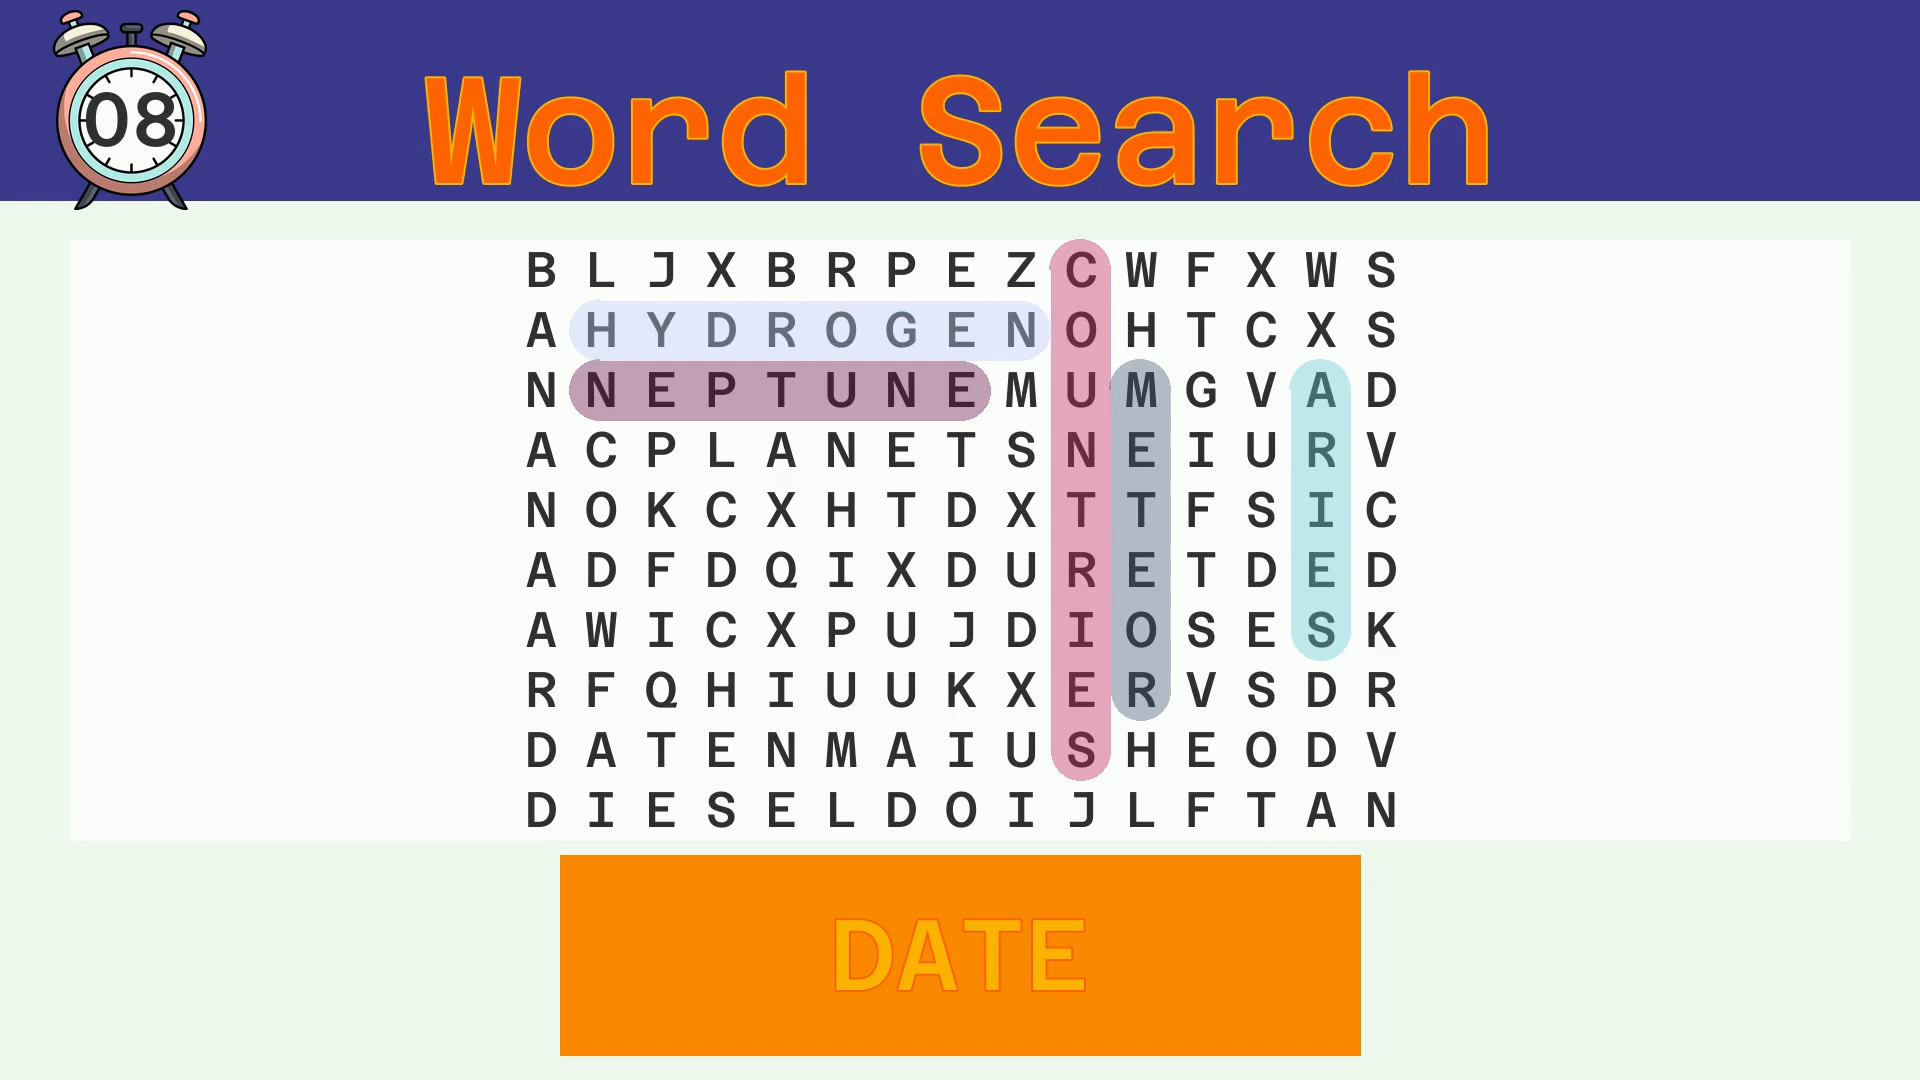 08
Word Search
B L J X B R P E Z C W F X W S
A H Y D R O G E N O H T C X S
N N E P T U N E M U M G V A D
A C P L A N E T S N E I U R V
N O K C X H T D X T T F S I C
A D F D Q I X D U R E T D E D
A W I C X P U J D I O S E S K
R F Q H I U U K X E R V S D R
D A T E N M A I U S H E O D V
D I E S E L D O I J L F T A N
DATE